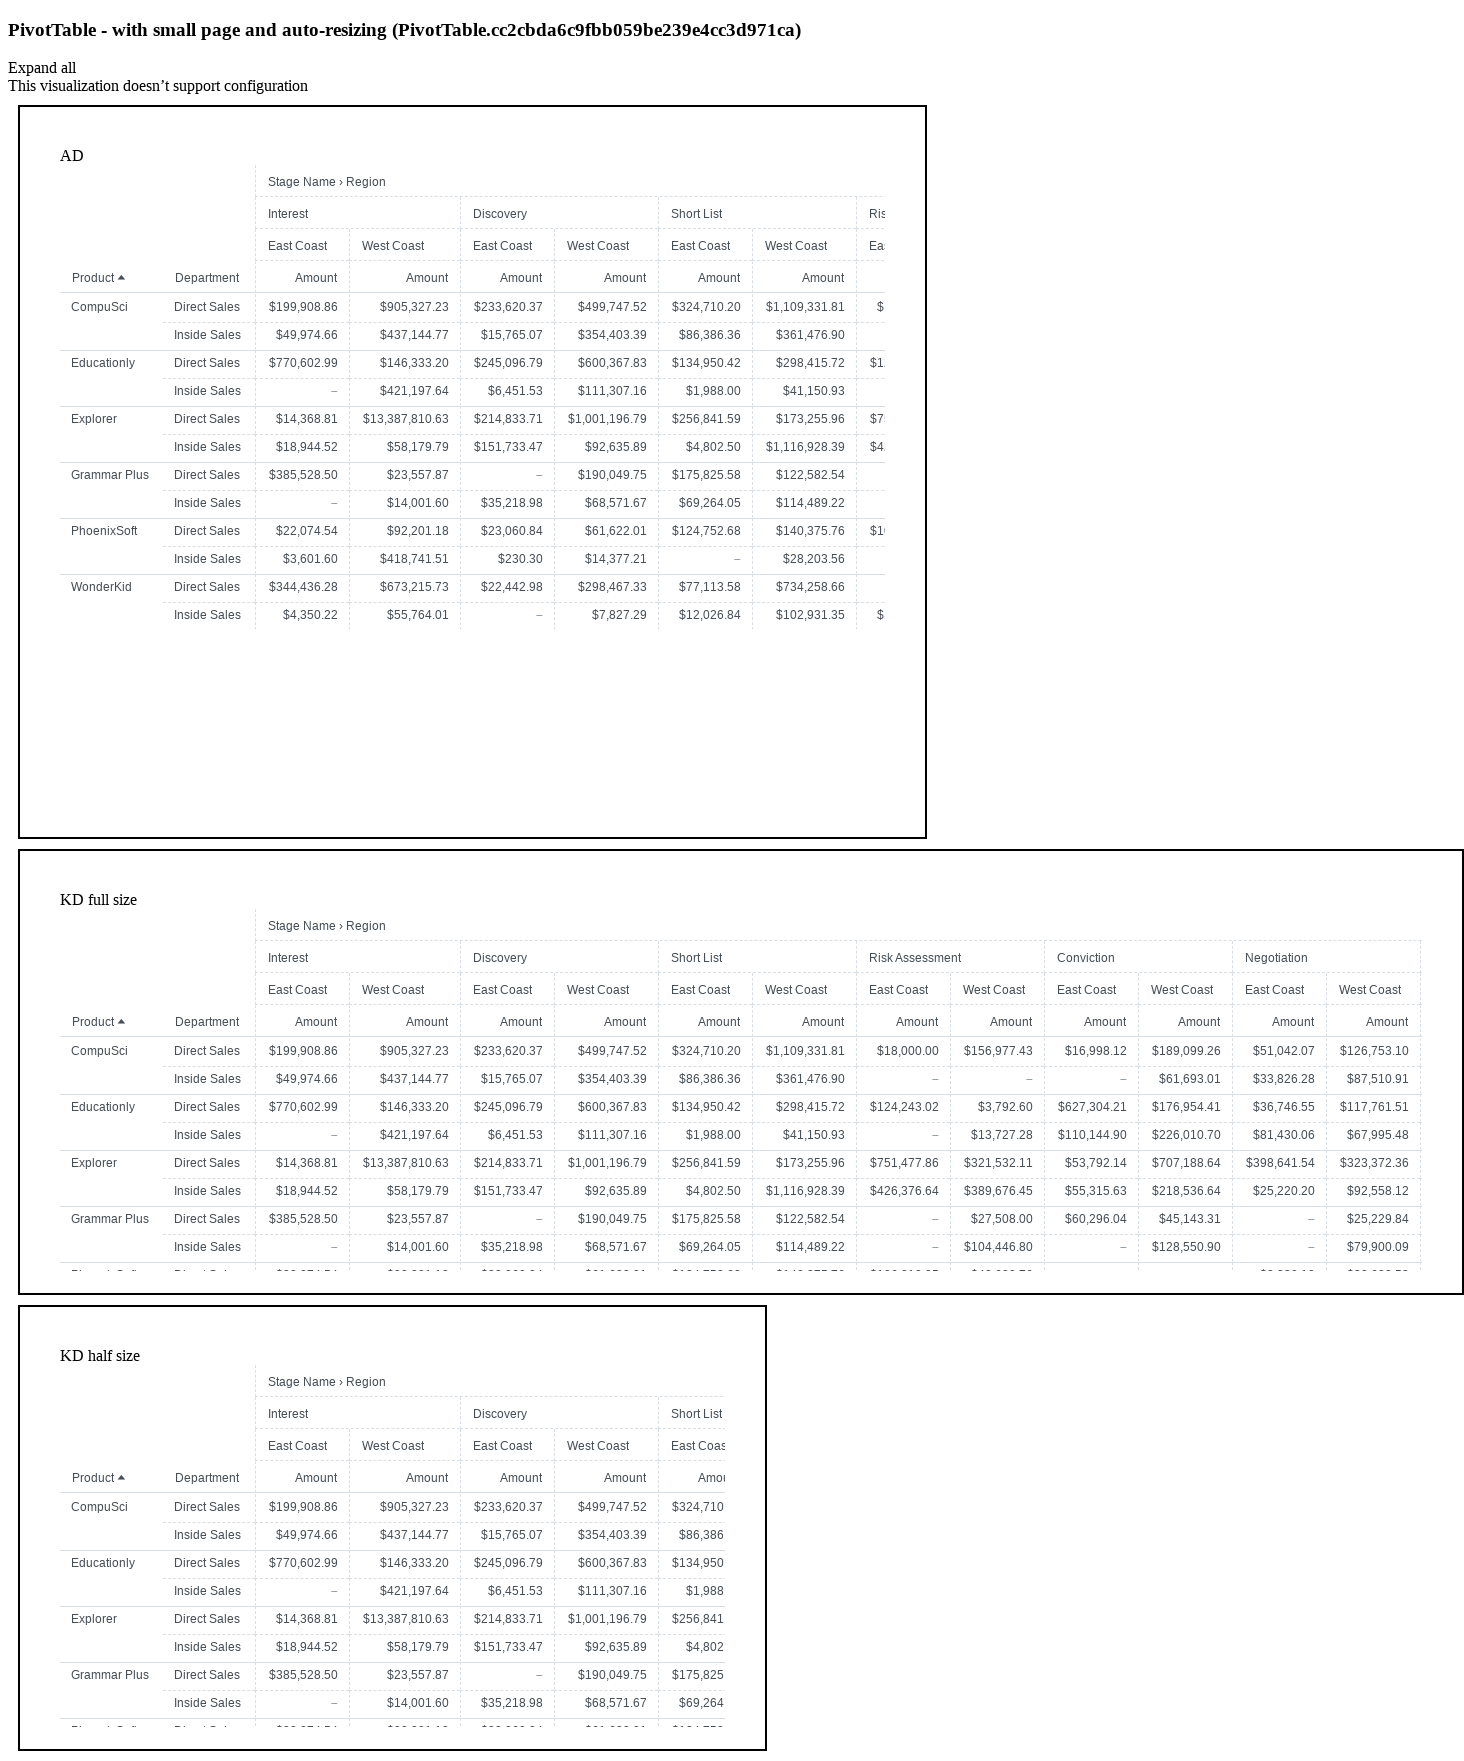 PivotTable - with small page and auto-resizing (PivotTable.cc2cbda6c9fbb059be239e4cc3d971ca)
Expand all
This visualization doesn’t support configuration
AD
Stage Name › Region
Interest Discovery Short List
East Coast West Coast East Coast West Coast East Coast West Coast
Product Department Amount Amount Amount Amount Amount Amount
CompuSci Direct Sales $199,908.86 $905,327.23 $233,620.37 $499,747.52 $324,710.20 $1,109,331.81 $
Inside Sales $49,974.66 $437,144.77 $15,765.07 $354,403.39 $86,386.36 $361,476.90
Educationly Direct Sales $770,602.99 $146,333.20 $245,096.79 $600,367.83 $134,950.42 $298,415.72 $1
Inside Sales – $421,197.64 $6,451.53 $111,307.16 $1,988.00 $41,150.93
Explorer Direct Sales $14,368.81 $13,387,810.63 $214,833.71 $1,001,196.79 $256,841.59 $173,255.96 $7
Inside Sales $18,944.52 $58,179.79 $151,733.47 $92,635.89 $4,802.50 $1,116,928.39 $4
Grammar Plus Direct Sales $385,528.50 $23,557.87 – $190,049.75 $175,825.58 $122,582.54
Inside Sales – $14,001.60 $35,218.98 $68,571.67 $69,264.05 $114,489.22
PhoenixSoft Direct Sales $22,074.54 $92,201.18 $23,060.84 $61,622.01 $124,752.68 $140,375.76 $1
Inside Sales $3,601.60 $418,741.51 $230.30 $14,377.21 – $28,203.56
WonderKid Direct Sales $344,436.28 $673,215.73 $22,442.98 $298,467.33 $77,113.58 $734,258.66
Inside Sales $4,350.22 $55,764.01 – $7,827.29 $12,026.84 $102,931.35 $
KD full size
Stage Name › Region
Interest Discovery Short List Risk Assessment Conviction Negotiation
East Coast West Coast East Coast West Coast East Coast West Coast East Coast West Coast East Coast West Coast East Coast West Coast
Product Department Amount Amount Amount Amount Amount Amount Amount Amount Amount Amount Amount Amount
CompuSci Direct Sales $199,908.86 $905,327.23 $233,620.37 $499,747.52 $324,710.20 $1,109,331.81 $18,000.00 $156,977.43 $16,998.12 $189,099.26 $51,042.07 $126,753.10
Inside Sales $49,974.66 $437,144.77 $15,765.07 $354,403.39 $86,386.36 $361,476.90 – – – $61,693.01 $33,826.28 $87,510.91
Educationly Direct Sales $770,602.99 $146,333.20 $245,096.79 $600,367.83 $134,950.42 $298,415.72 $124,243.02 $3,792.60 $627,304.21 $176,954.41 $36,746.55 $117,761.51
Inside Sales – $421,197.64 $6,451.53 $111,307.16 $1,988.00 $41,150.93 – $13,727.28 $110,144.90 $226,010.70 $81,430.06 $67,995.48
Explorer Direct Sales $14,368.81 $13,387,810.63 $214,833.71 $1,001,196.79 $256,841.59 $173,255.96 $751,477.86 $321,532.11 $53,792.14 $707,188.64 $398,641.54 $323,372.36
Inside Sales $18,944.52 $58,179.79 $151,733.47 $92,635.89 $4,802.50 $1,116,928.39 $426,376.64 $389,676.45 $55,315.63 $218,536.64 $25,220.20 $92,558.12
Grammar Plus Direct Sales $385,528.50 $23,557.87 – $190,049.75 $175,825.58 $122,582.54 – $27,508.00 $60,296.04 $45,143.31 – $25,229.84
Inside Sales – $14,001.60 $35,218.98 $68,571.67 $69,264.05 $114,489.22 – $104,446.80 – $128,550.90 – $79,900.09
KD half size
Stage Name › Region
Interest Discovery Short List
East Coast West Coast East Coast West Coast East Coas
Product Department Amount Amount Amount Amount Amou
CompuSci Direct Sales $199,908.86 $905,327.23 $233,620.37 $499,747.52 $324,710
Inside Sales $49,974.66 $437,144.77 $15,765.07 $354,403.39 $86,386
Educationly Direct Sales $770,602.99 $146,333.20 $245,096.79 $600,367.83 $134,950
Inside Sales – $421,197.64 $6,451.53 $111,307.16 $1,988
Explorer Direct Sales $14,368.81 $13,387,810.63 $214,833.71 $1,001,196.79 $256,841
Inside Sales $18,944.52 $58,179.79 $151,733.47 $92,635.89 $4,802
Grammar Plus Direct Sales $385,528.50 $23,557.87 – $190,049.75 $175,825
Inside Sales – $14,001.60 $35,218.98 $68,571.67 $69,264